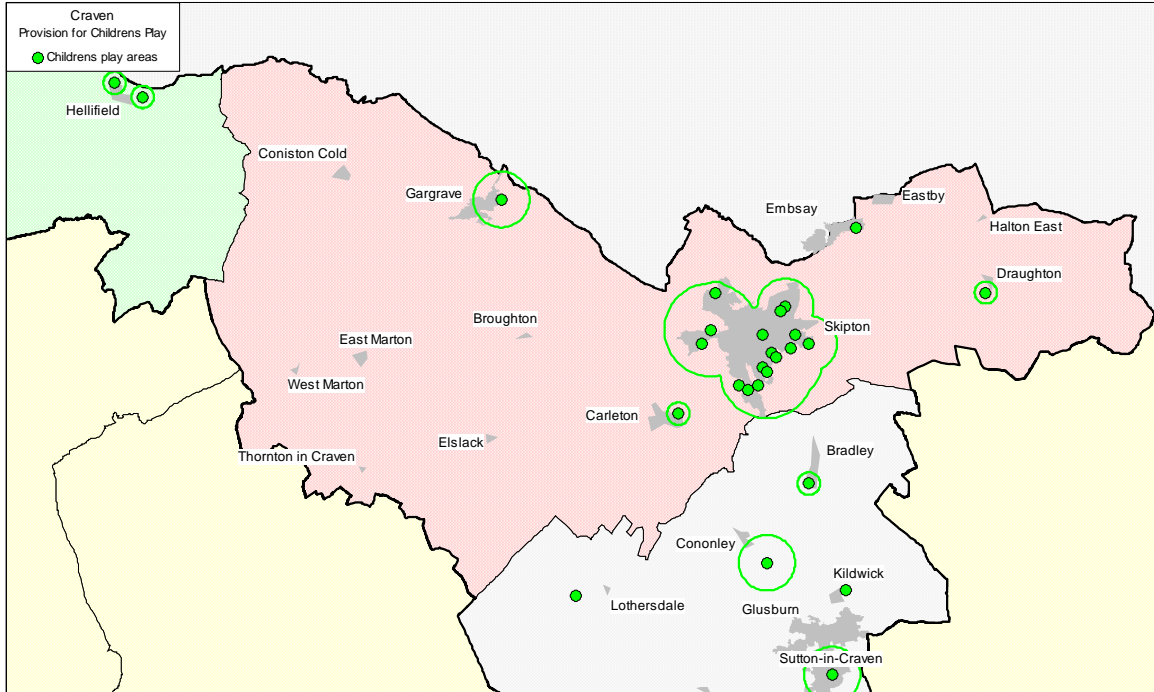 Craven
Provision for Childrens Play
Childrens play areas
Hellifield
Coniston Cold
Gargrave
Eastby
Embsay
Halton East
Draughton
Broughton
Skipton
East Marton
West Marton
Carleton
Elslack
Bradley
Thornton in Craven
Cononley
Kildwick
Lothersdale
Glusburn
Sutton-in-Craven